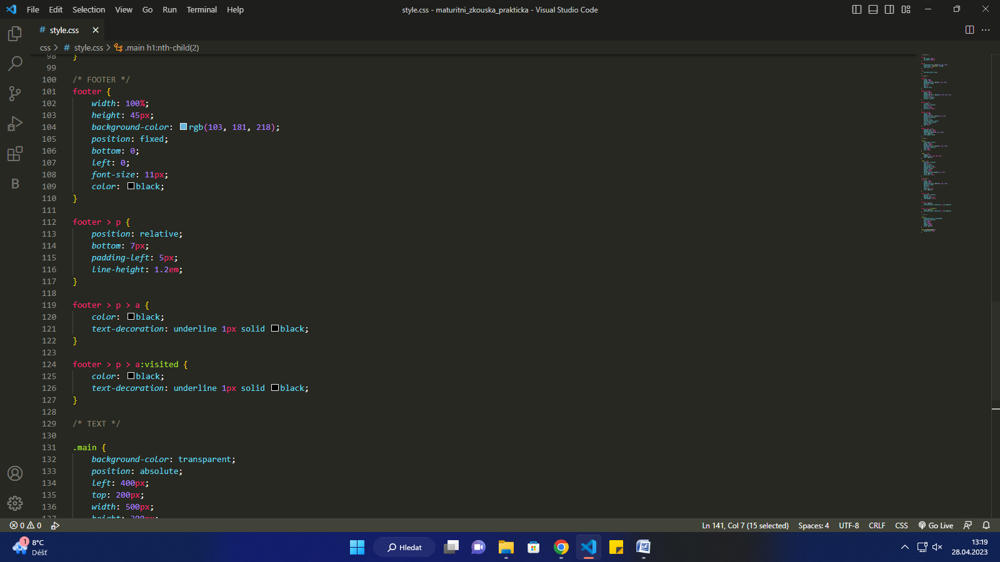 File Edit Selection View Go Run Terminal Help
style.css - maturitni_zkouska_prakticka - Visual Studio Code
# style.css
css > # style.css > .main h1:nth-child(2)
98 }
99
100 /* FOOTER */
101 footer {
102 width: 100%;
103 height: 45px;
104 background-color: rgb(103, 181, 218);
105 position: fixed;
106 bottom: 0;
107 left: 0;
108 font-size: 11px;
109 color: black;
110 }
111
112 footer > p {
113 position: relative;
114 bottom: 7px;
115 padding-left: 5px;
116 line-height: 1.2em;
117 }
118
119 footer > p > a {
120 color: black;
121 text-decoration: underline 1px solid black;
122 }
123
124 footer > p > a:visited {
125 color: black;
126 text-decoration: underline 1px solid black;
127 }
128
129 /* TEXT */
130
131 .main {
132 background-color: transparent;
133 position: absolute;
134 left: 400px;
135 top: 200px;
136 width: 500px;
137 height: 300px;
B
0 0
Ln 141, Col 7 (15 selected) Spaces: 4 UTF-8 CRLF CSS Go Live
1 8°C
Déšť
Hledat
13:19
28.04.2023